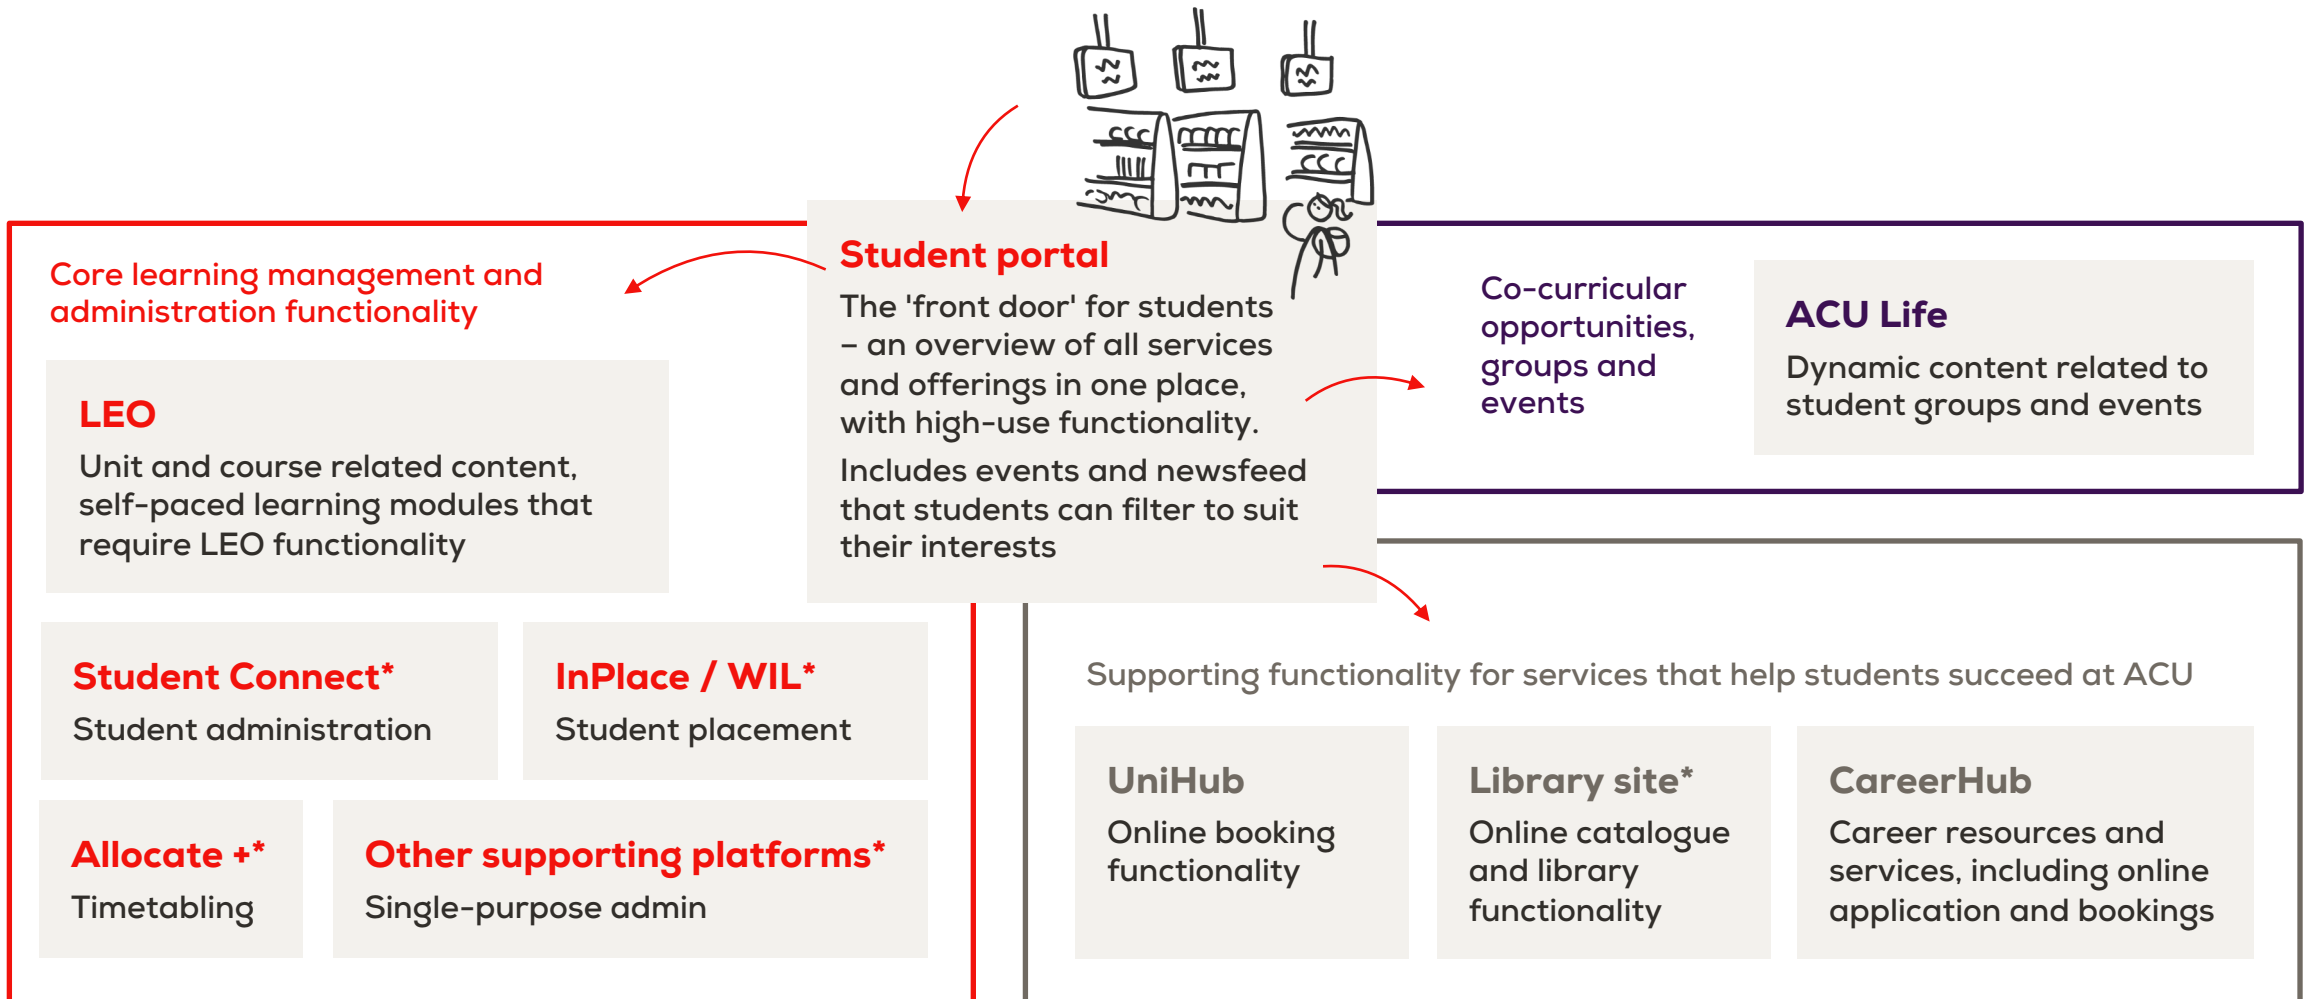 Student portal
The 'front door' for students
– an overview of all services
and offerings in one place,
with high-use functionality.
Includes events and newsfeed
that students can filter to suit
their interests
Core learning management and
administration functionality
LEO
Unit and course related content,
self-paced learning modules that
require LEO functionality
Student Connect*
Student administration
InPlace / WIL*
Student placement
Allocate +*
Timetabling
Other supporting platforms*
Single-purpose admin
Co-curricular
opportunities,
groups and
events
ACU Life
Dynamic content related to
student groups and events
Supporting functionality for services that help students succeed at ACU
UniHub
Online booking
functionality
Library site*
Online catalogue
and library
functionality
CareerHub
Career resources and
services, including online
application and bookings